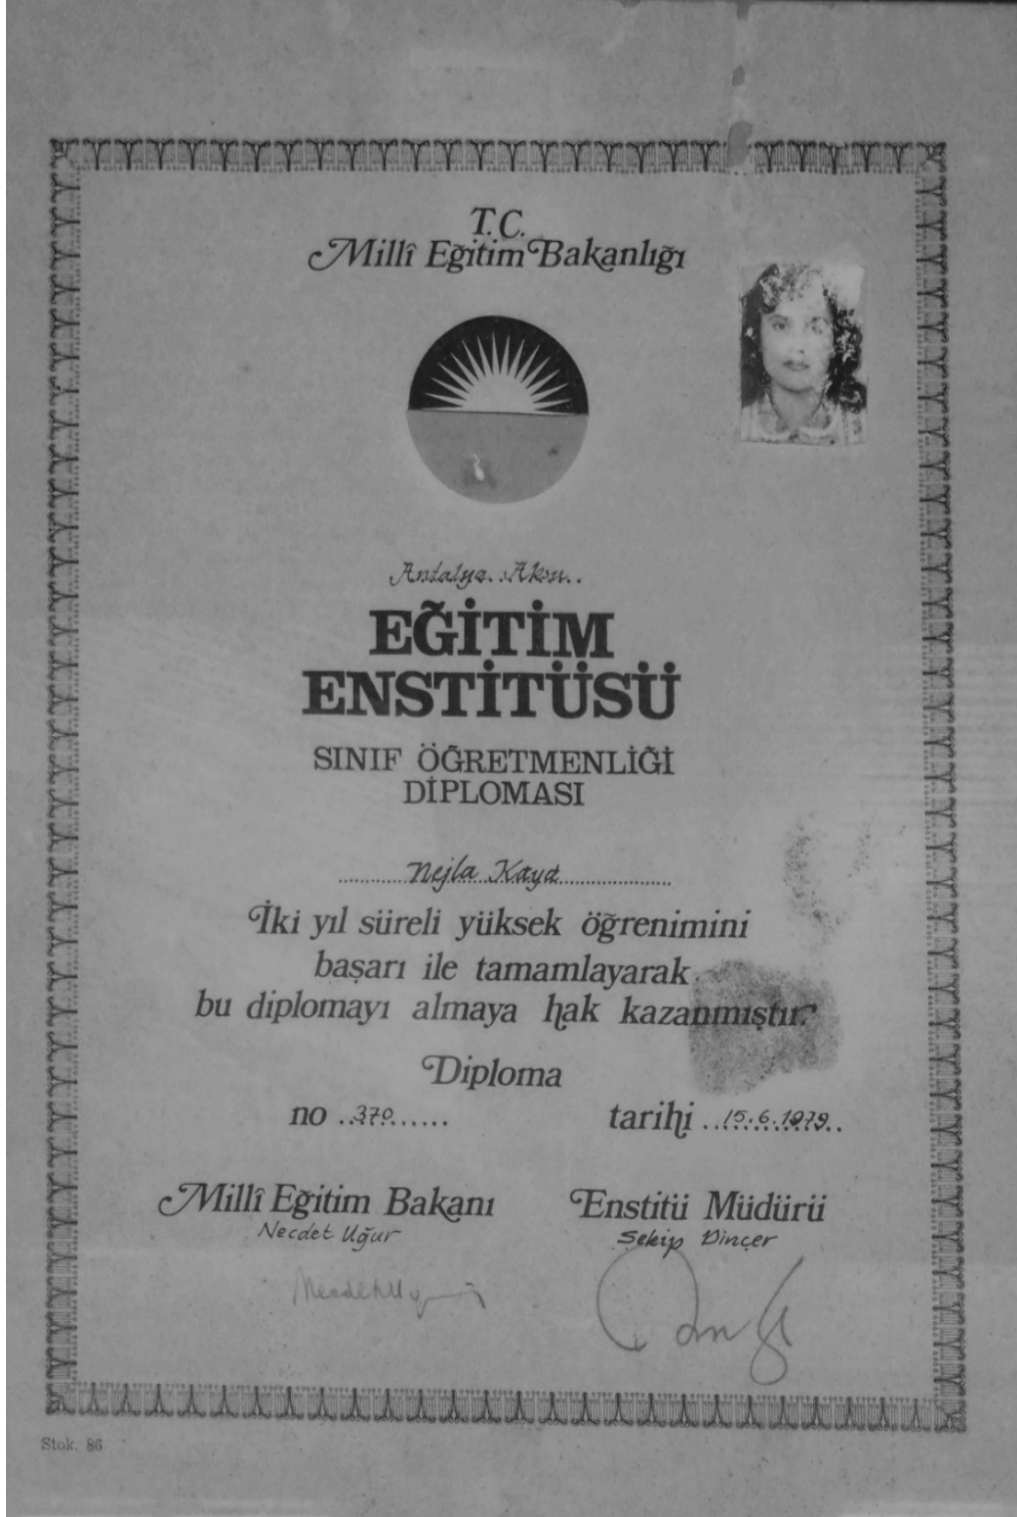 T.C.
Millî Eğitim Bakanlığı
Antalya. Aksu..
EĞİTİM
ENSTİTÜSÜ
SINIF ÖĞRETMENLİĞİ
DİPLOMASI
..........Nejla Kaya....................
İki yıl süreli yüksek öğrenimini
başarı ile tamamlayarak
bu diplomayı almaya hak kazanmıştır.
Diploma
no ..370...... tarihi ..15.6.1979..
Millî Eğitim Bakanı Enstitü Müdürü
Necdet Uğur Şekip Dinçer
Stok. 86